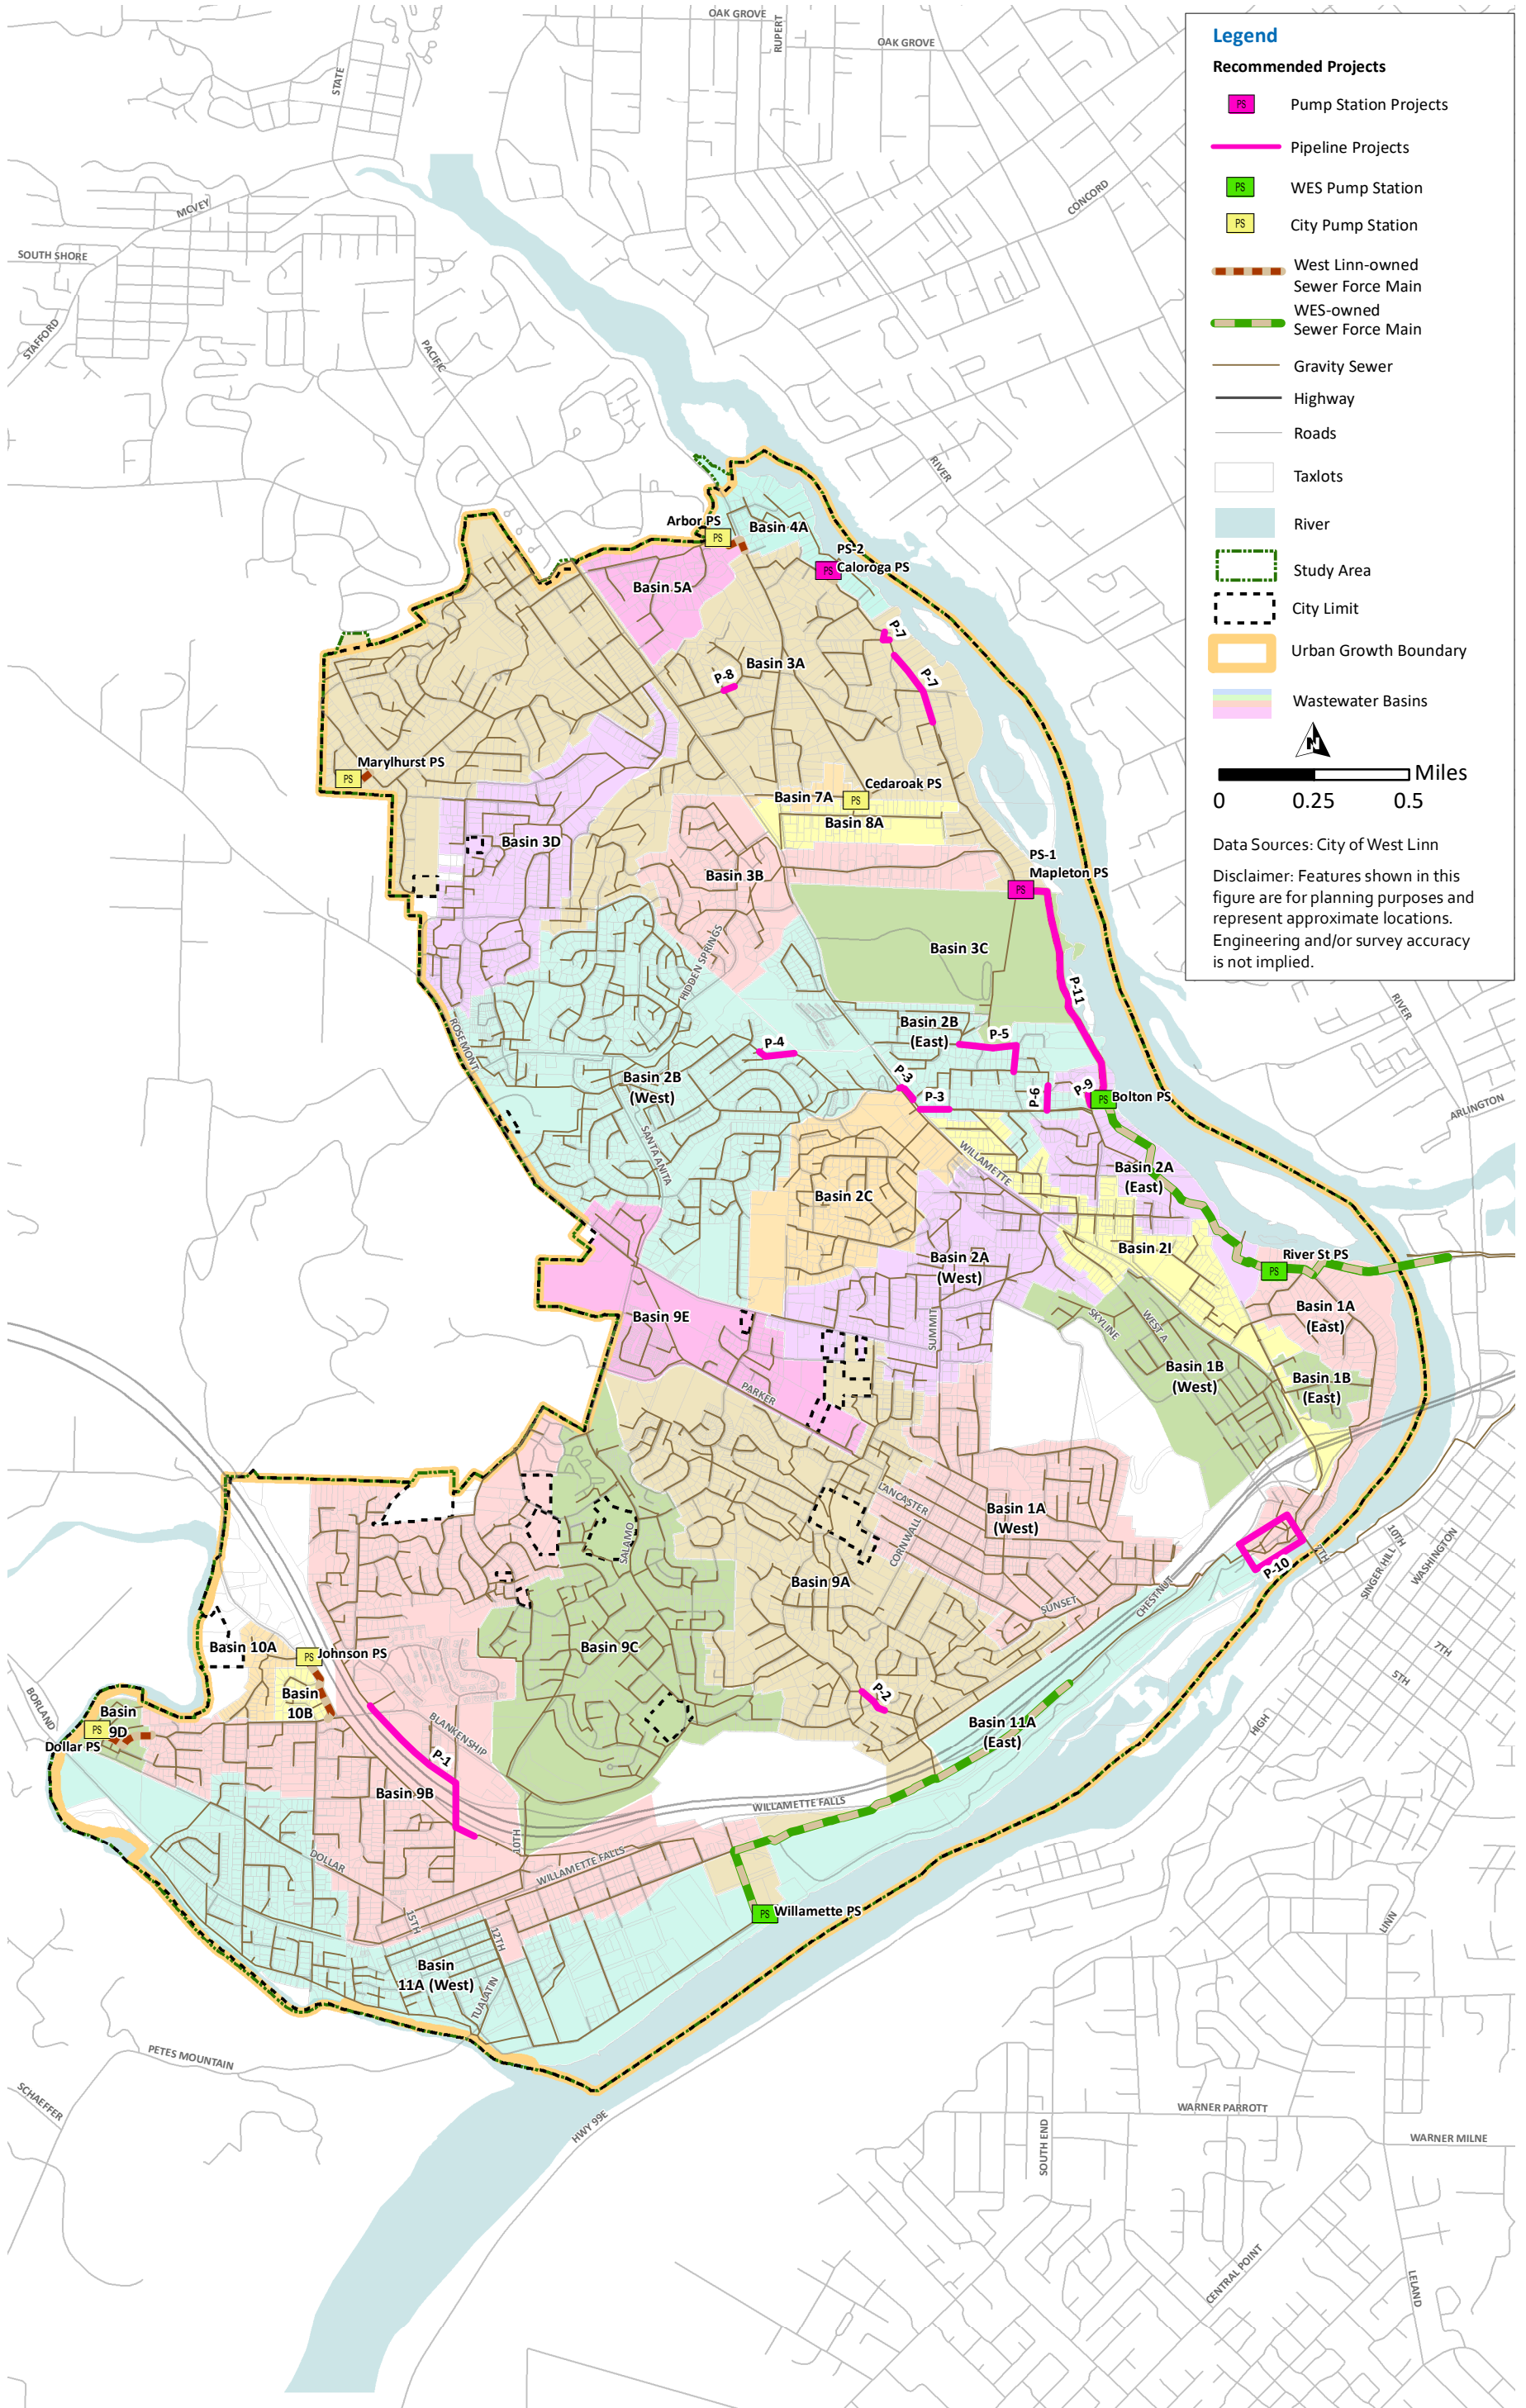 Legend
Recommended Projects
PS
Pump Station Projects
Pipeline Projects
PS
WES Pump Station
PS
City Pump Station
West Linn-owned
Sewer Force Main
WES-owned
Sewer Force Main
Gravity Sewer
Highway
Roads
Taxlots
River
Study Area
City Limit
Urban Growth Boundary
Wastewater Basins
N
Miles
0
0.25
0.5
Data Sources: City of West Linn
Disclaimer: Features shown in this
figure are for planning purposes and
represent approximate locations.
Engineering and/or survey accuracy
is not implied.
OAK GROVE
RUPERT
OAK GROVE
STATE
CONCORD
MCVEY
SOUTH SHORE
STAFFORD
PACIFIC
RIVER
Arbor PS
PS
Basin 4A
PS-2
Caloroga PS
PS
Basin 5A
P-7
P-7
Basin 3A
P-8
Marylhurst PS
PS
Cedaroak PS
PS
Basin 7A
Basin 8A
Basin 3D
PS-1
Mapleton PS
PS
Basin 3B
Basin 3C
HIDDEN SPRINGS
P-11
RIVER
ROSEMONT
Basin 2B
(East)
P-5
P-4
Basin 2B
(West)
P-3
P-3
P-6
P-9
PS
Bolton PS
ARLINGTON
SANTA ANITA
WILLAMETTE
Basin 2A
(East)
Basin 2C
Basin 2I
Basin 2A
(West)
River St PS
PS
Basin 1A
(East)
Basin 9E
SUMMIT
SKYLINE
WEST A
Basin 1B
(West)
Basin 1B
(East)
PARKER
LANCASTER
Basin 1A
(West)
CORNWALL
SALAMO
P-10
7TH
10TH
SINGER HILL
WASHINGTON
Basin 9A
SUNSET
CHESTNUT
Basin 10A
PS
Johnson PS
Basin 9C
7TH
5TH
Basin
10B
BORLAND
Basin
9D
PS
Dollar PS
P-2
BLANKENSHIP
P-1
Basin 11A
(East)
HIGH
Basin 9B
WILLAMETTE FALLS
10TH
DOLLAR
WILLAMETTE FALLS
15TH
12TH
PS
Willamette PS
LINN
Basin
11A (West)
TUALATIN
PETES MOUNTAIN
SCHAEFFER
HWY 99E
SOUTH END
WARNER PARROTT
WARNER MILNE
CENTRAL POINT
LELAND